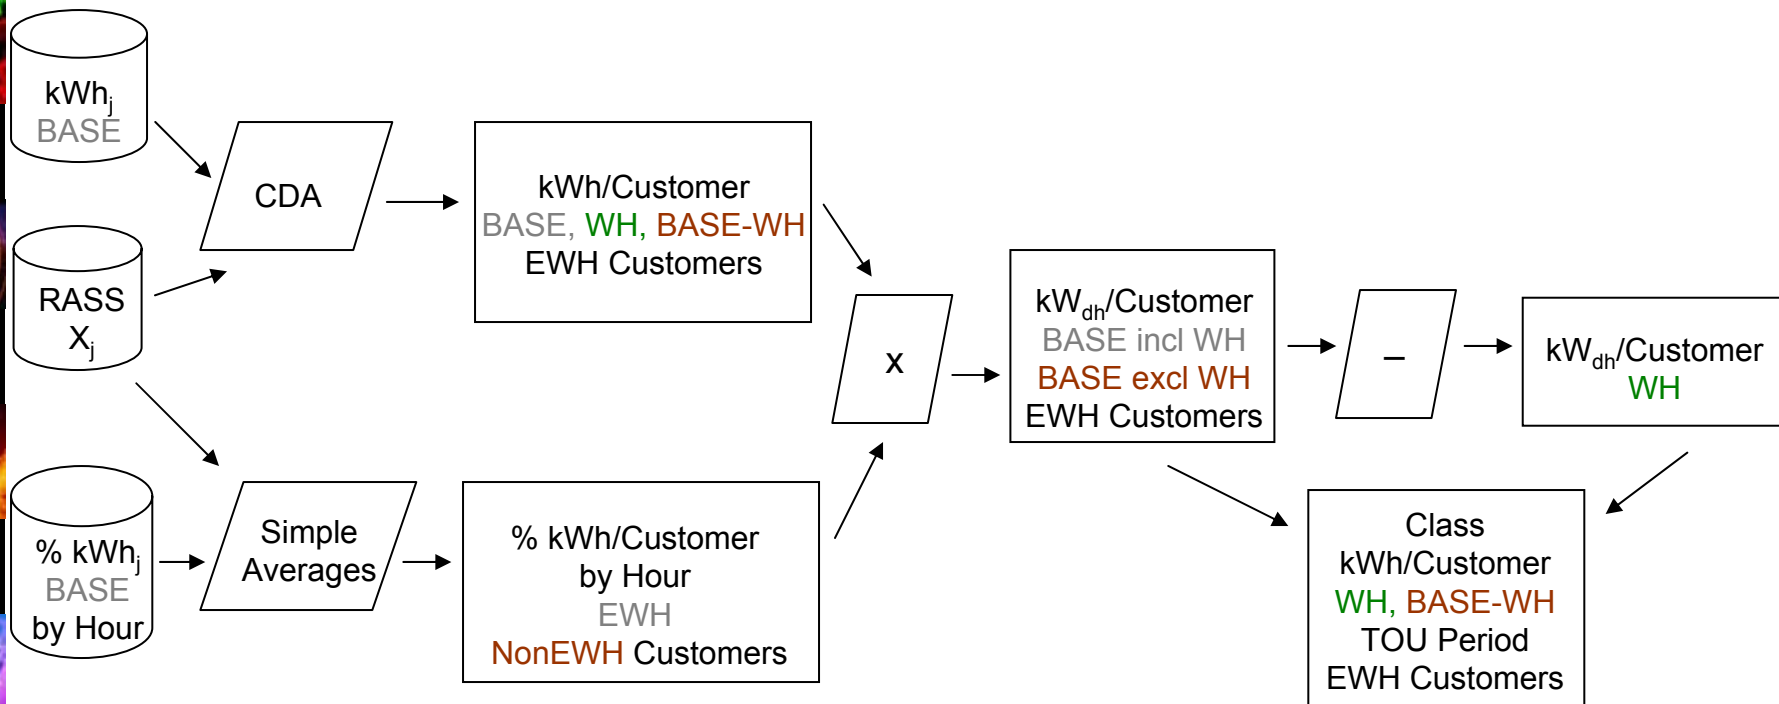 kWhj
BASE
RASS
Xj
% kWhj
BASE
by Hour
CDA
Simple
Averages
kWh/Customer
BASE, WH, BASE-WH
EWH Customers
% kWh/Customer
by Hour
EWH
NonEWH Customers
x
kWdh/Customer
BASE incl WH
BASE excl WH
EWH Customers
–
kWdh/Customer
WH
Class
kWh/Customer
WH, BASE-WH
TOU Period
EWH Customers